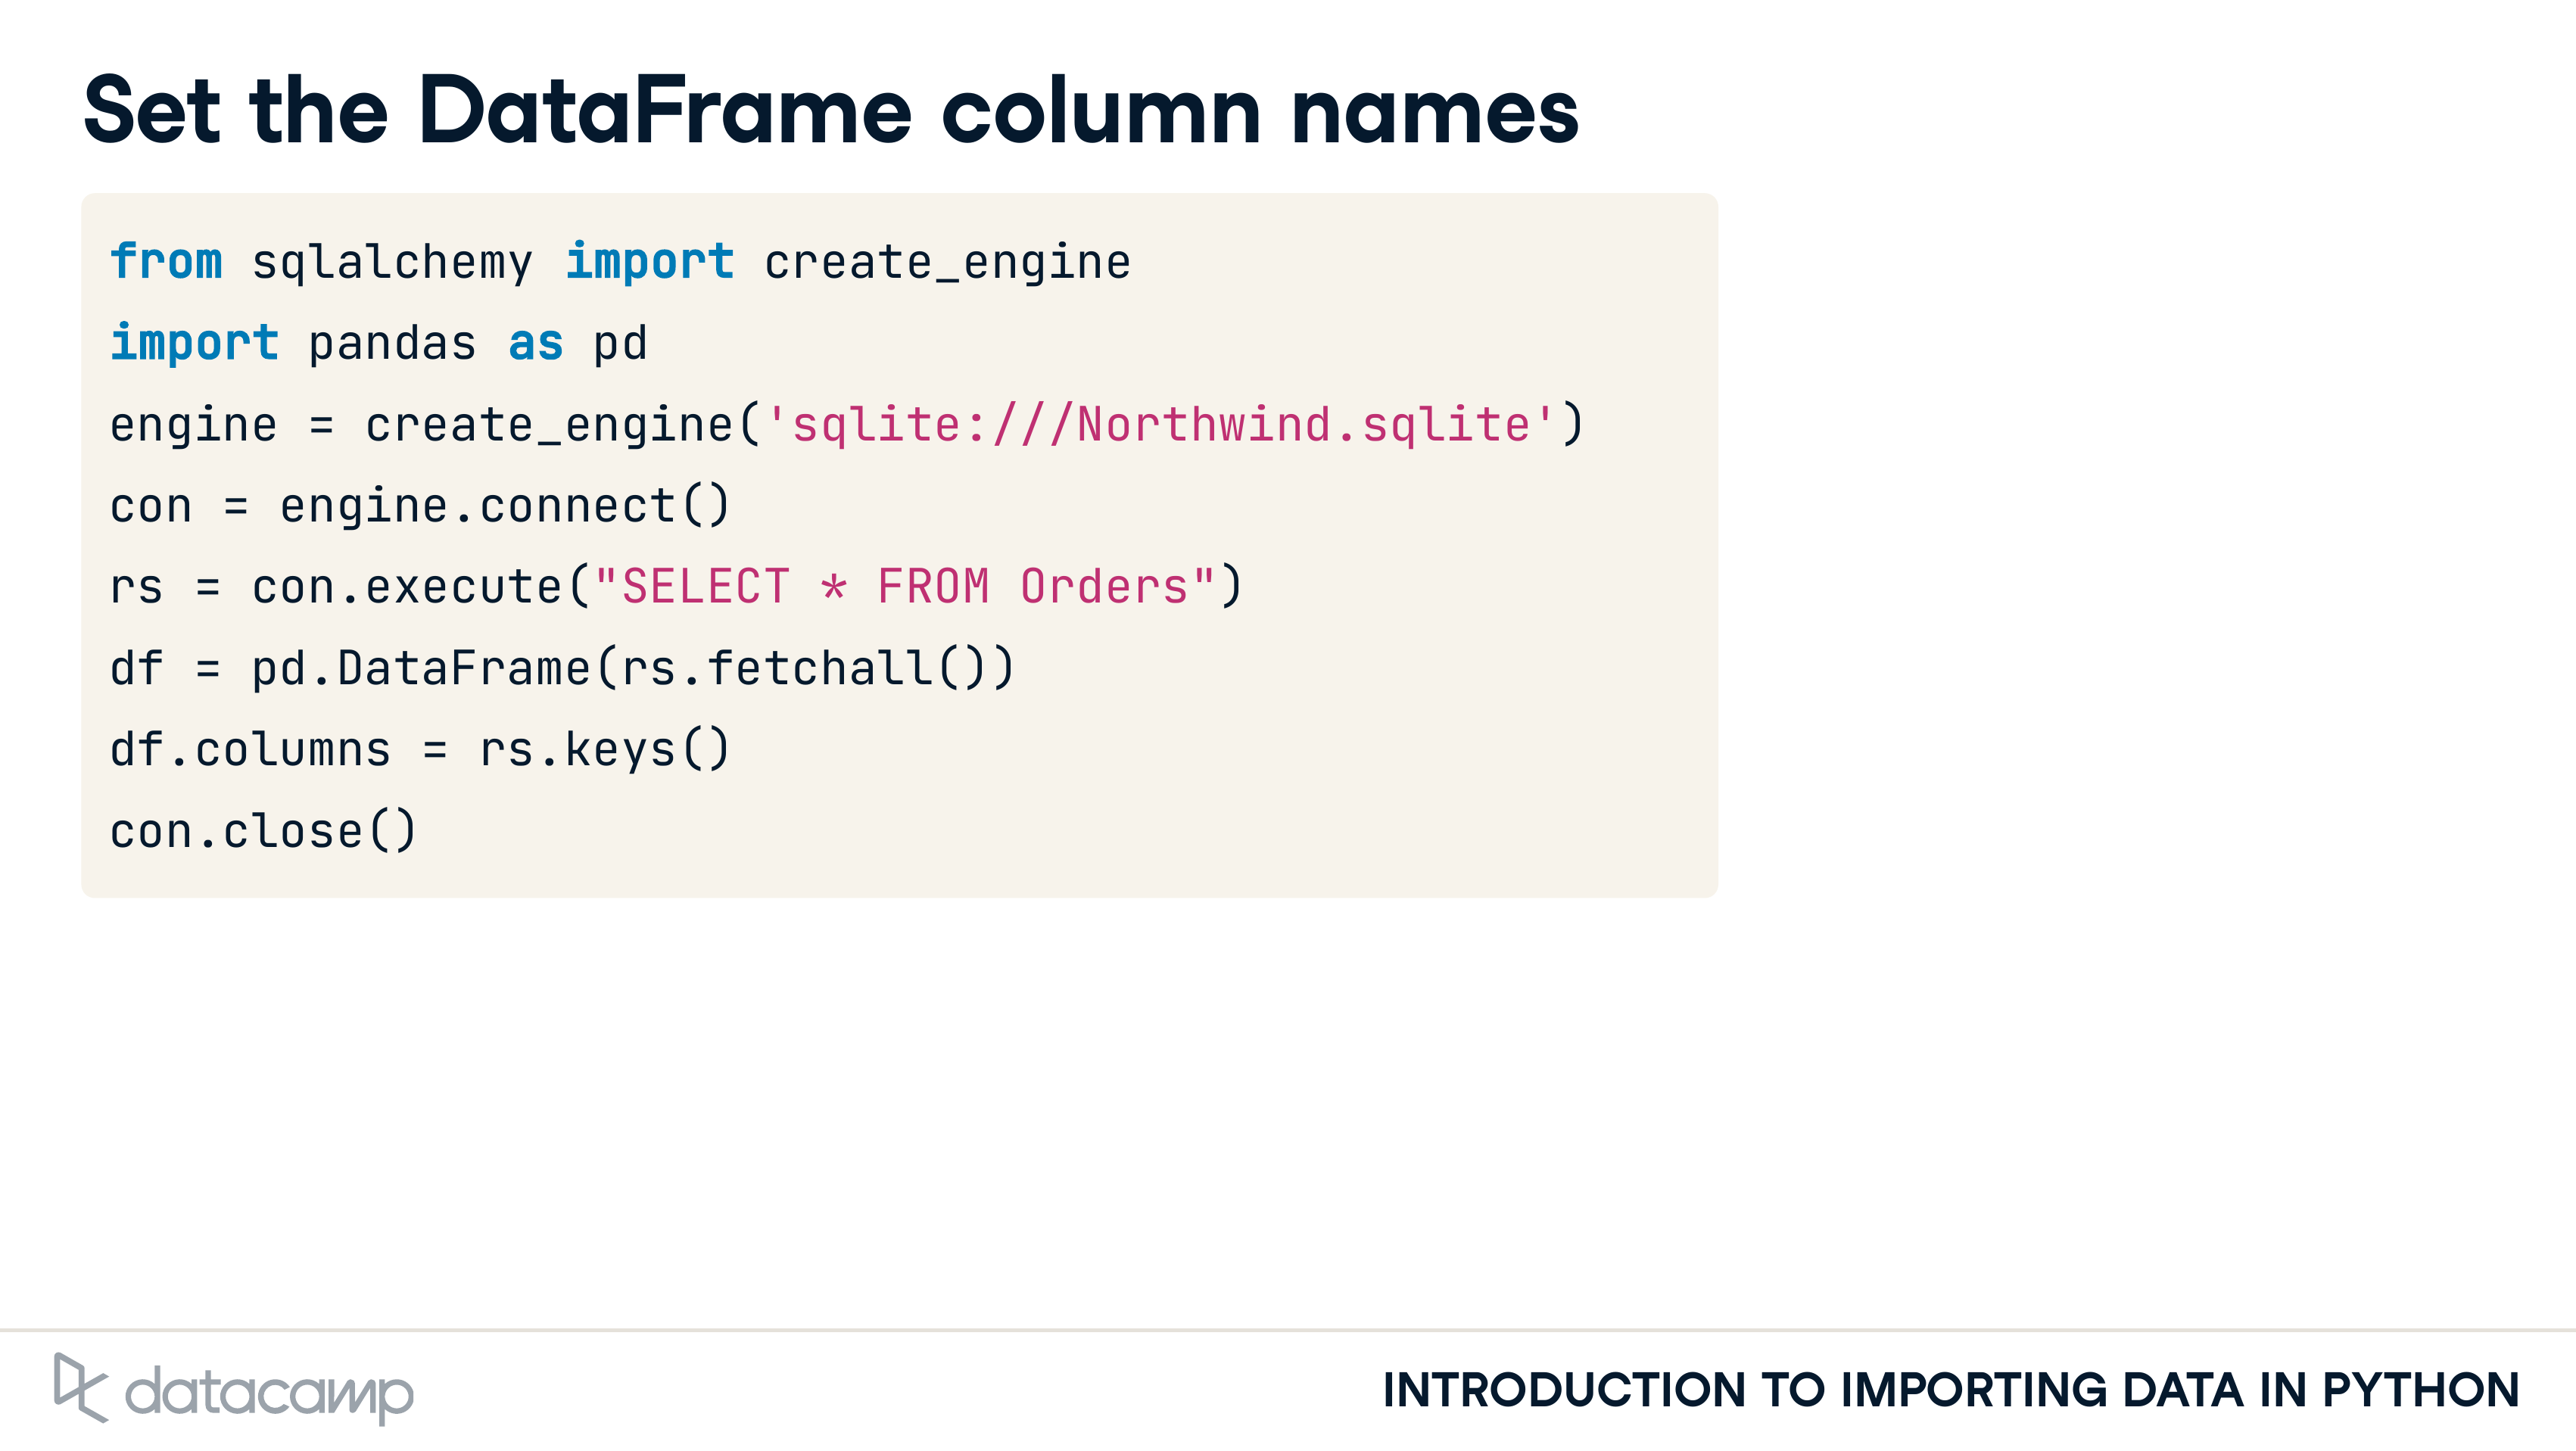 Set the DataFrame column names
from sqlalchemy import create_engine
import pandas as pd
engine = create_engine('sqlite:///Northwind.sqlite')
con = engine.connect()
rs = con.execute("SELECT * FROM Orders")
df = pd.DataFrame(rs.fetchall())
df.columns = rs.keys()
con.close()
datacamp
INTRODUCTION TO IMPORTING DATA IN PYTHON